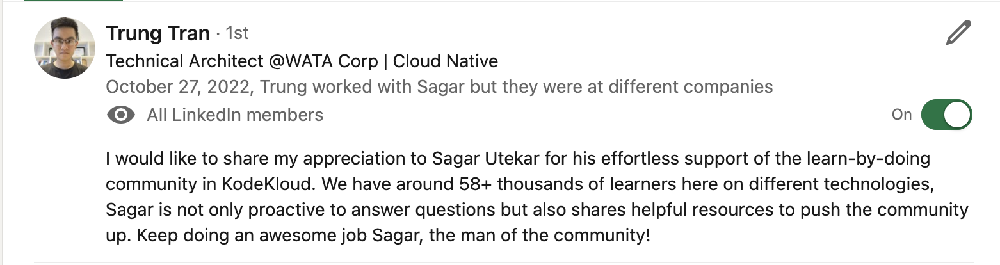 Trung Tran · 1st
Technical Architect @WATA Corp | Cloud Native
October 27, 2022, Trung worked with Sagar but they were at different companies
All LinkedIn members
On
I would like to share my appreciation to Sagar Utekar for his effortless support of the learn-by-doing
community in KodeKloud. We have around 58+ thousands of learners here on different technologies,
Sagar is not only proactive to answer questions but also shares helpful resources to push the community
up. Keep doing an awesome job Sagar, the man of the community!